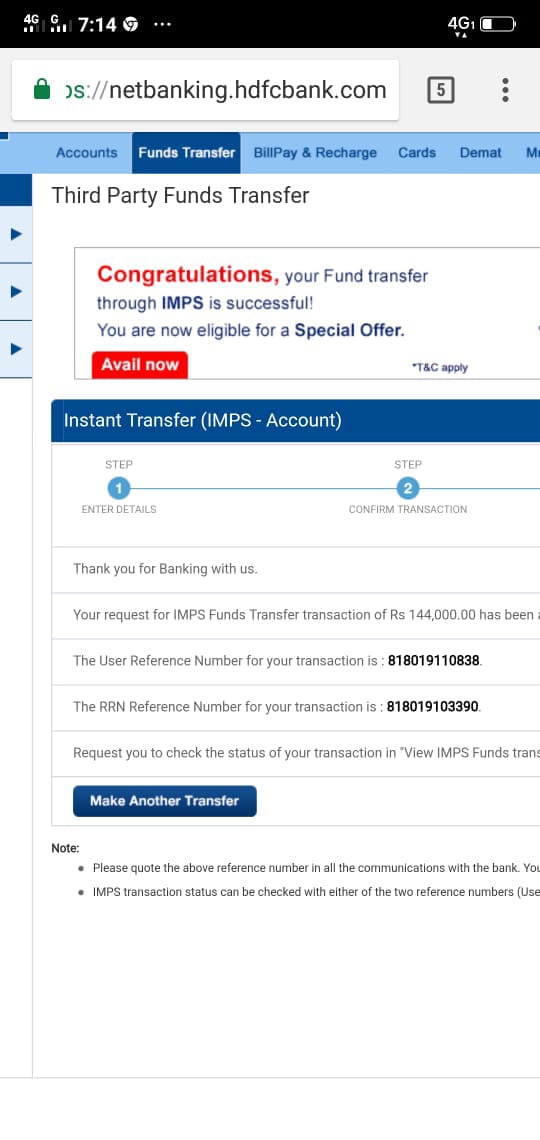 4G G 7:14 ...
4G1
ps://netbanking.hdfcbank.com 5
Accounts Funds Transfer BillPay & Recharge Cards Demat
Third Party Funds Transfer
Congratulations, your Fund transfer
through IMPS is successful!
You are now eligible for a Special Offer.
Avail now
*T&C apply
Instant Transfer (IMPS - Account)
STEP STEP
1 2
ENTER DETAILS CONFIRM TRANSACTION
Thank you for Banking with us.
Your request for IMPS Funds Transfer transaction of Rs 144,000.00 has been
The User Reference Number for your transaction is : 818019110838.
The RRN Reference Number for your transaction is : 818019103390.
Request you to check the status of your transaction in "View IMPS Funds trans
Make Another Transfer
Note:
• Please quote the above reference number in all the communications with the bank. You
• IMPS transaction status can be checked with either of the two reference numbers (Use